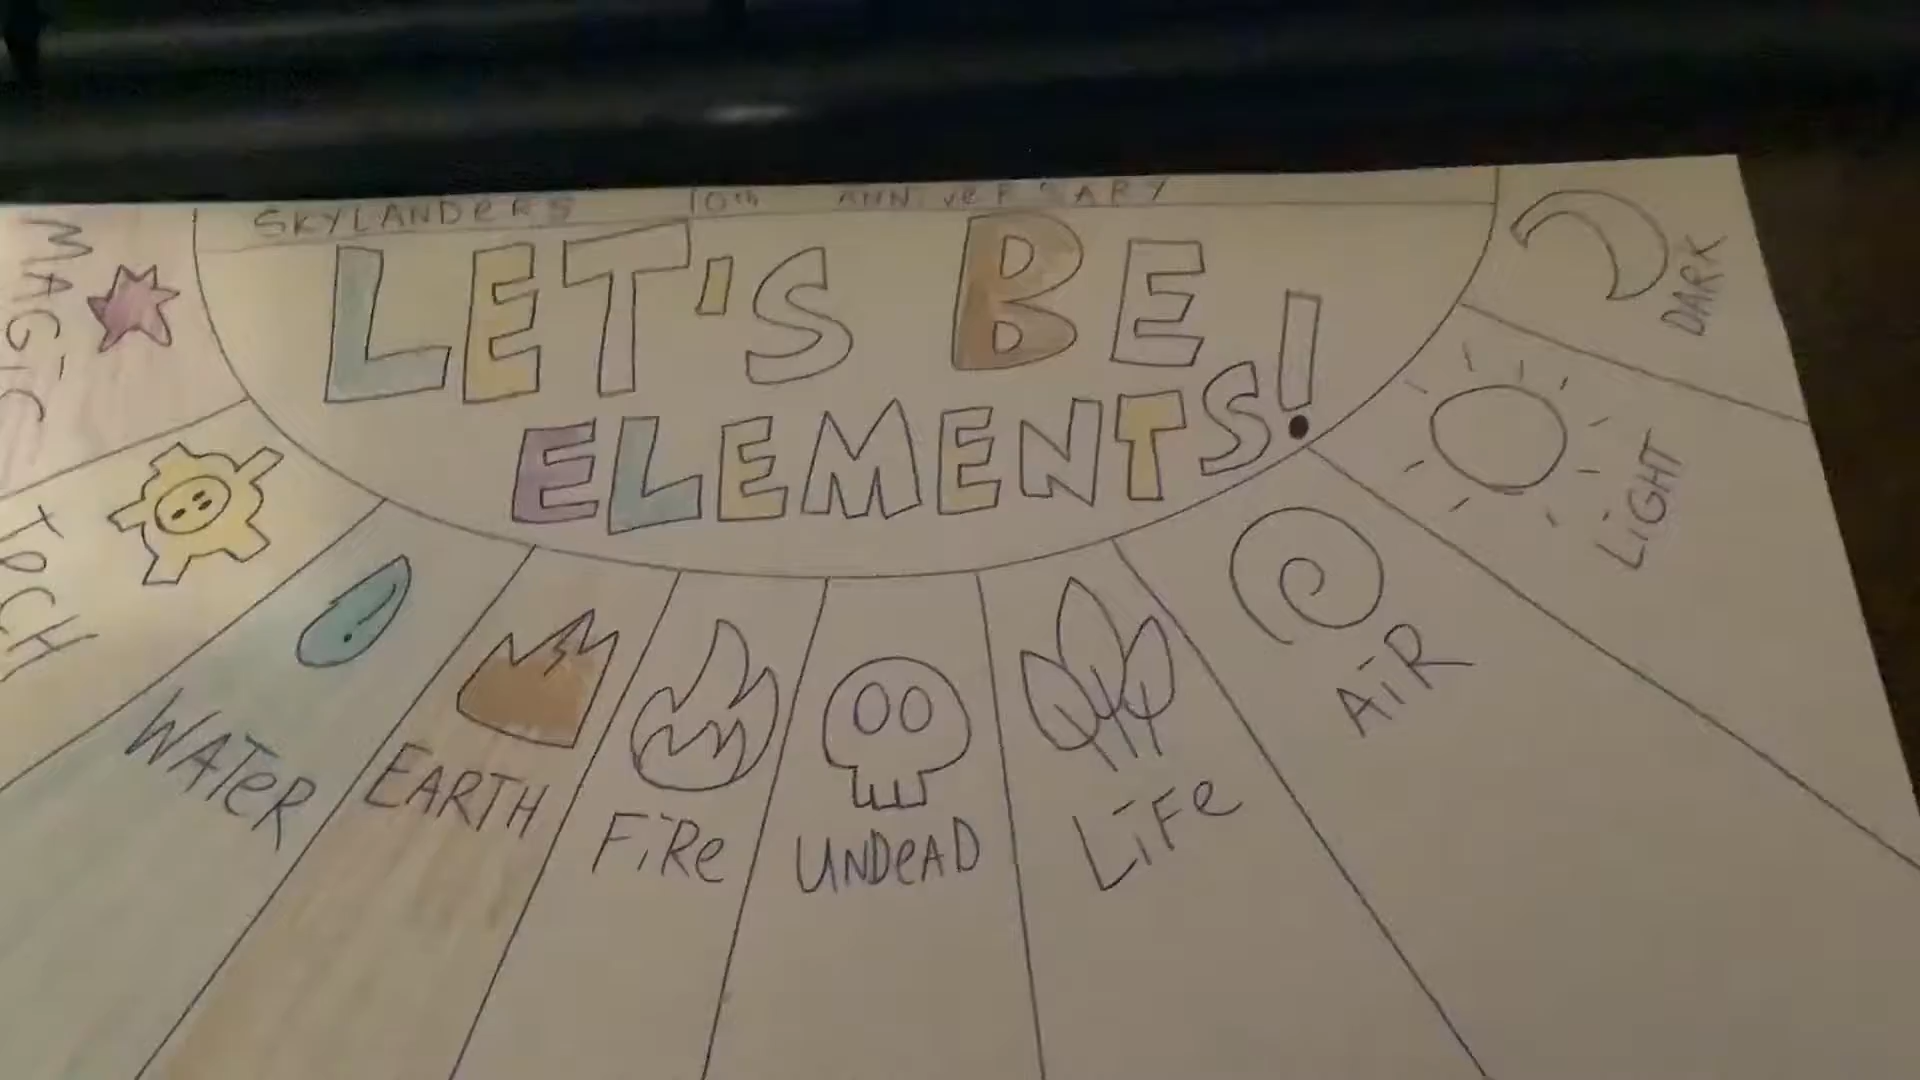 SKYLANDERS 10th ANNIVERSARY
LET'S BE
ELEMENTS!
MAGIC
TECH
WATER
EARTH
FIRE
UNDEAD
LIFE
AIR
LIGHT
DARK